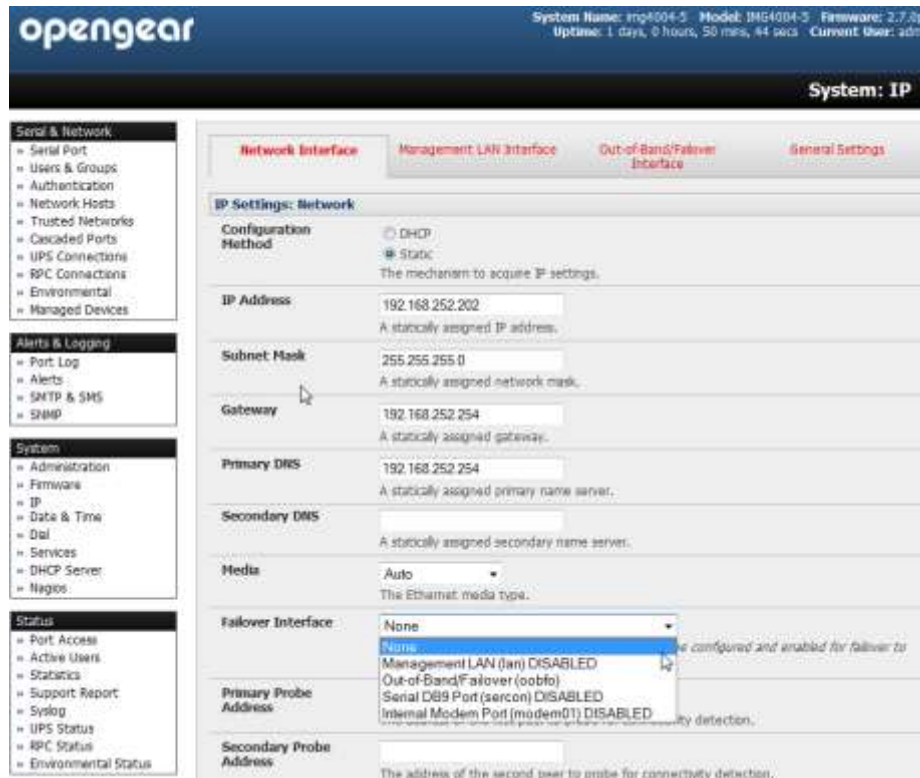 opengear
System Name: img4004-5 Model: IMG4004-5 Firmware: 2.7.0
Uptime: 1 days, 0 hours, 50 mins, 44 secs Current User:
System: IP
Serial & Network
» Serial Port
» Users & Groups
» Authentication
» Network Hosts
» Trusted Networks
» Cascaded Ports
» UPS Connections
» RPC Connections
» Environmental
» Managed Devices
Alerts & Logging
» Port Log
» Alerts
» SMTP & SMS
» SNMP
System
» Administration
» Firmware
» IP
» Date & Time
» Dial
» Services
» DHCP Server
» Nagios
Status
» Port Access
» Active Users
» Statistics
» Support Report
» Syslog
» UPS Status
» RPC Status
» Environmental Status
Network Interface
Management LAN Interface
Out-of-Band/Failover
Interface
General Settings
IP Settings: Network
Configuration
Method
DHCP
Static
The mechanism to acquire IP settings.
IP Address
192.168.252.202
A statically assigned IP address.
Subnet Mask
255.255.255.0
A statically assigned network mask.
Gateway
192.168.252.254
A statically assigned gateway.
Primary DNS
192.168.252.254
A statically assigned primary name server.
Secondary DNS
A statically assigned secondary name server.
Media
Auto
The Ethernet media type.
Failover Interface
None
None
configured and enabled for failover to
Management LAN (lan) DISABLED
Out-of-Band/Failover (oobfo)
Serial DB9 Port (sercon) DISABLED
Internal Modem Port (modem01) DISABLED
Primary Probe
Address
detection.
Secondary Probe
Address
The address of the second peer to probe for connectivity detection.